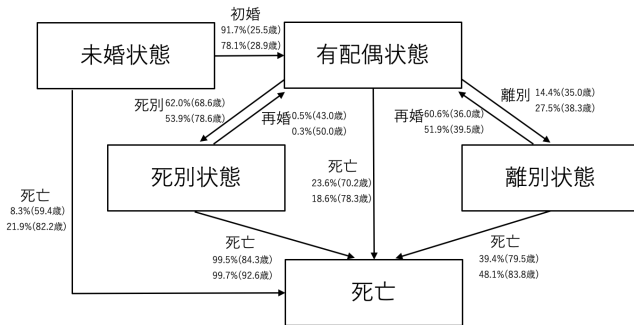 初婚
91.7%(25.5歳)
78.1%(28.9歳)
未婚状態
有配偶状態
死別 62.0%(68.6歳)
53.9%(78.6歳)
再婚 0.5%(43.0歳)
0.3%(50.0歳)
離別 14.4%(35.0歳)
27.5%(38.3歳)
再婚 60.6%(36.0歳)
51.9%(39.5歳)
死別状態
離別状態
死亡
23.6%(70.2歳)
18.6%(78.3歳)
死亡
8.3%(59.4歳)
21.9%(82.2歳)
死亡
99.5%(84.3歳)
99.7%(92.6歳)
死亡
39.4%(79.5歳)
48.1%(83.8歳)
死亡